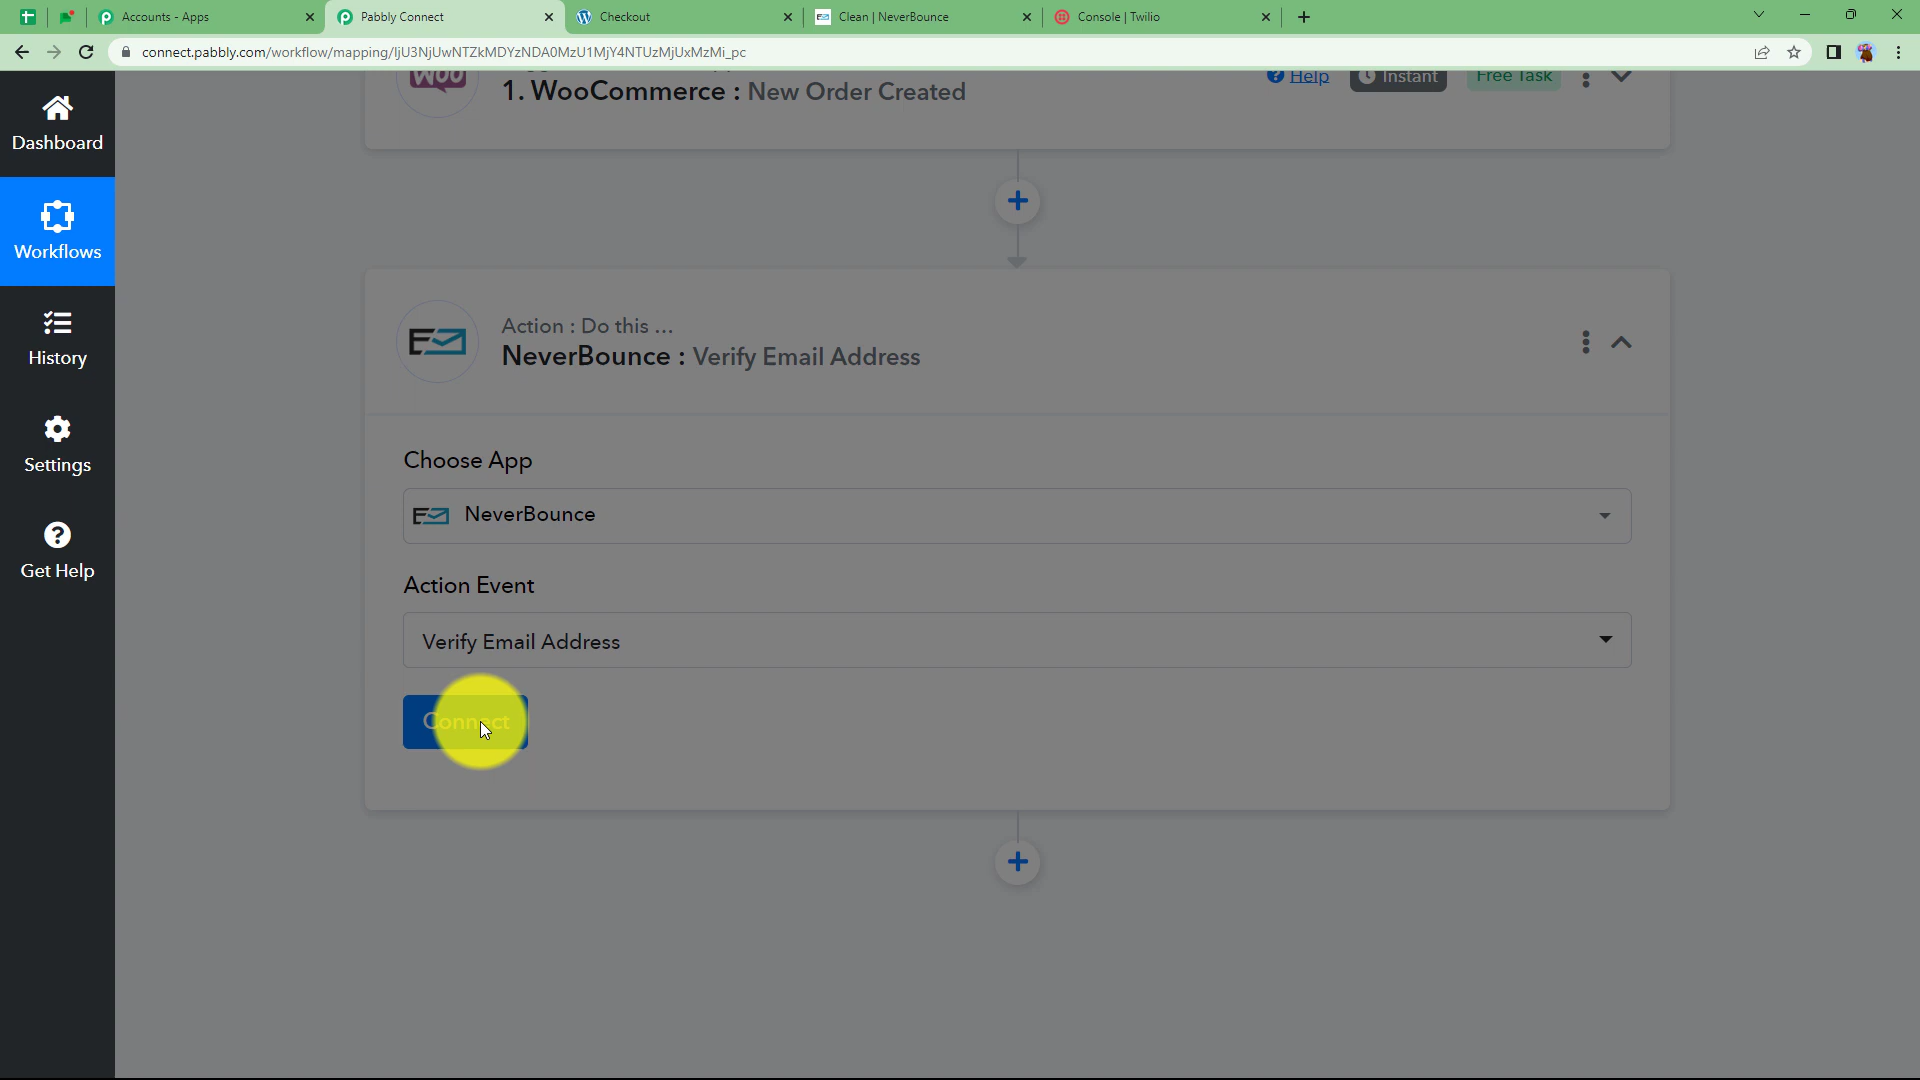 Accounts - Apps
Pabbly Connect
Checkout
Clean | NeverBounce
Console | Twilio
connect.pabbly.com/workflow/mapping/IjU3NjUwNTZkMDYzNDA0MzU1MjY4NTUzMjUxMzMi_pc
Dashboard
Workflows
History
Settings
Get Help
WOO
1. WooCommerce : New Order Created
Help
Instant
Free Task
Action : Do this ...
NeverBounce : Verify Email Address
Choose App
NeverBounce
Action Event
Verify Email Address
Connect